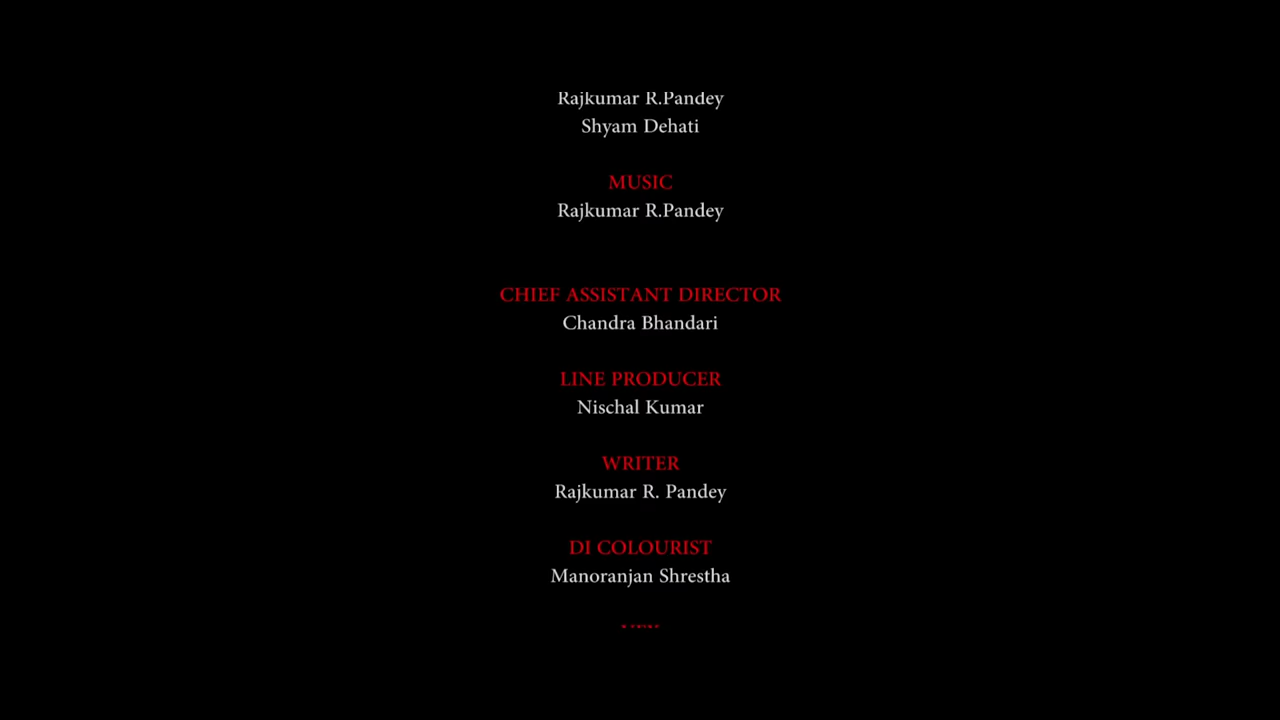 Rajkumar R.Pandey
Shyam Dehati
MUSIC
Rajkumar R.Pandey
CHIEF ASSISTANT DIRECTOR
Chandra Bhandari
LINE PRODUCER
Nischal Kumar
WRITER
Rajkumar R. Pandey
DI COLOURIST
Manoranjan Shrestha